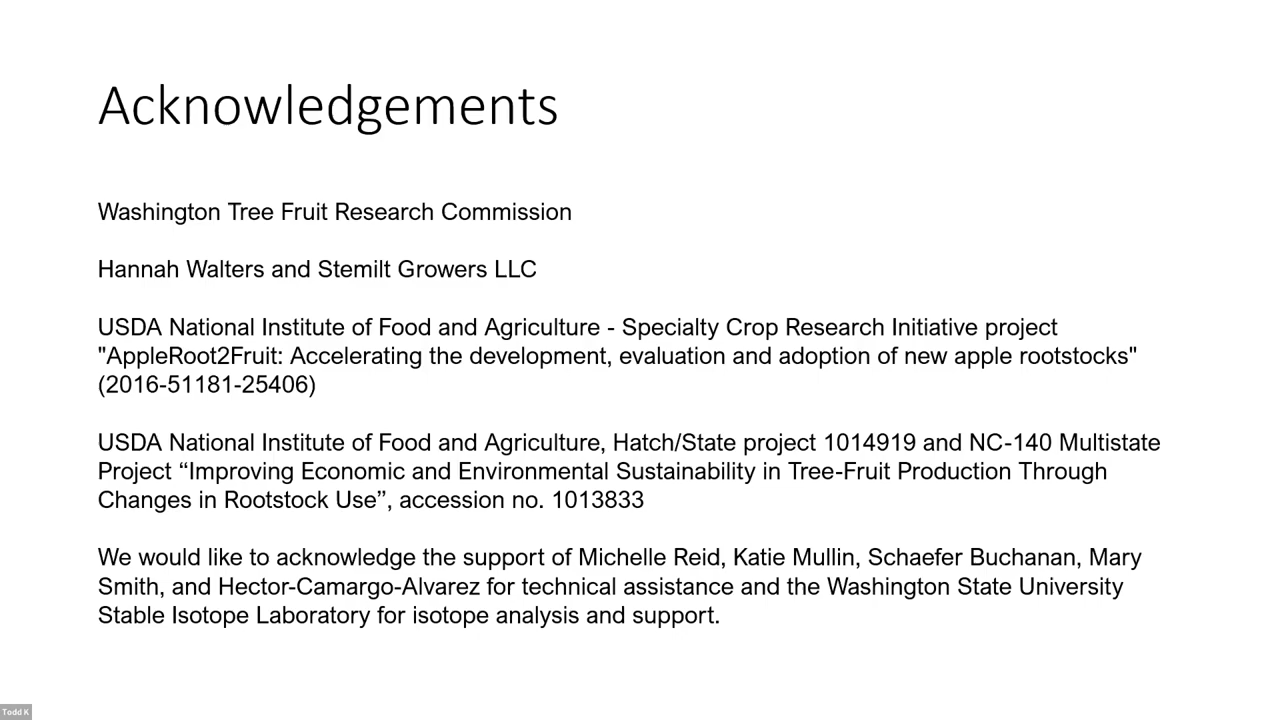 Acknowledgements
Washington Tree Fruit Research Commission
Hannah Walters and Stemilt Growers LLC
USDA National Institute of Food and Agriculture - Specialty Crop Research Initiative project
"AppleRoot2Fruit: Accelerating the development, evaluation and adoption of new apple rootstocks"
(2016-51181-25406)
USDA National Institute of Food and Agriculture, Hatch/State project 1014919 and NC-140 Multistate
Project “Improving Economic and Environmental Sustainability in Tree-Fruit Production Through
Changes in Rootstock Use”, accession no. 1013833
We would like to acknowledge the support of Michelle Reid, Katie Mullin, Schaefer Buchanan, Mary
Smith, and Hector-Camargo-Alvarez for technical assistance and the Washington State University
Stable Isotope Laboratory for isotope analysis and support.
Todd K